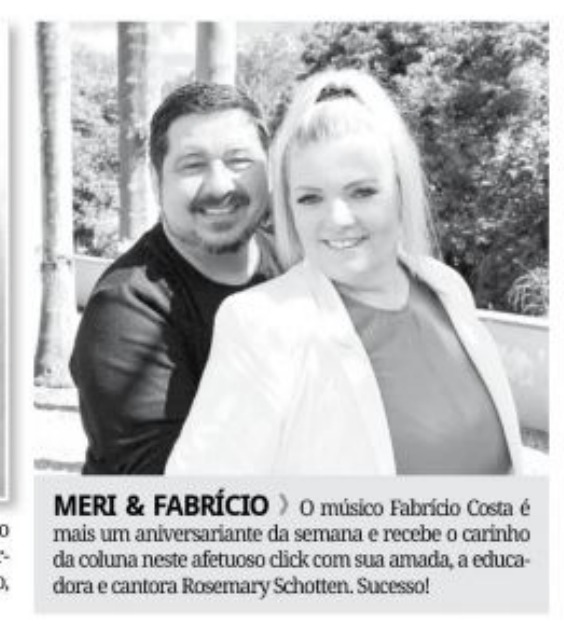 MERI & FABRÍCIO 》 O músico Fabrício Costa é
mais um aniversariante da semana e recebe o carinho
da coluna neste afetuoso click com sua amada, a educa-
dora e cantora Rosemary Schotten. Sucesso!